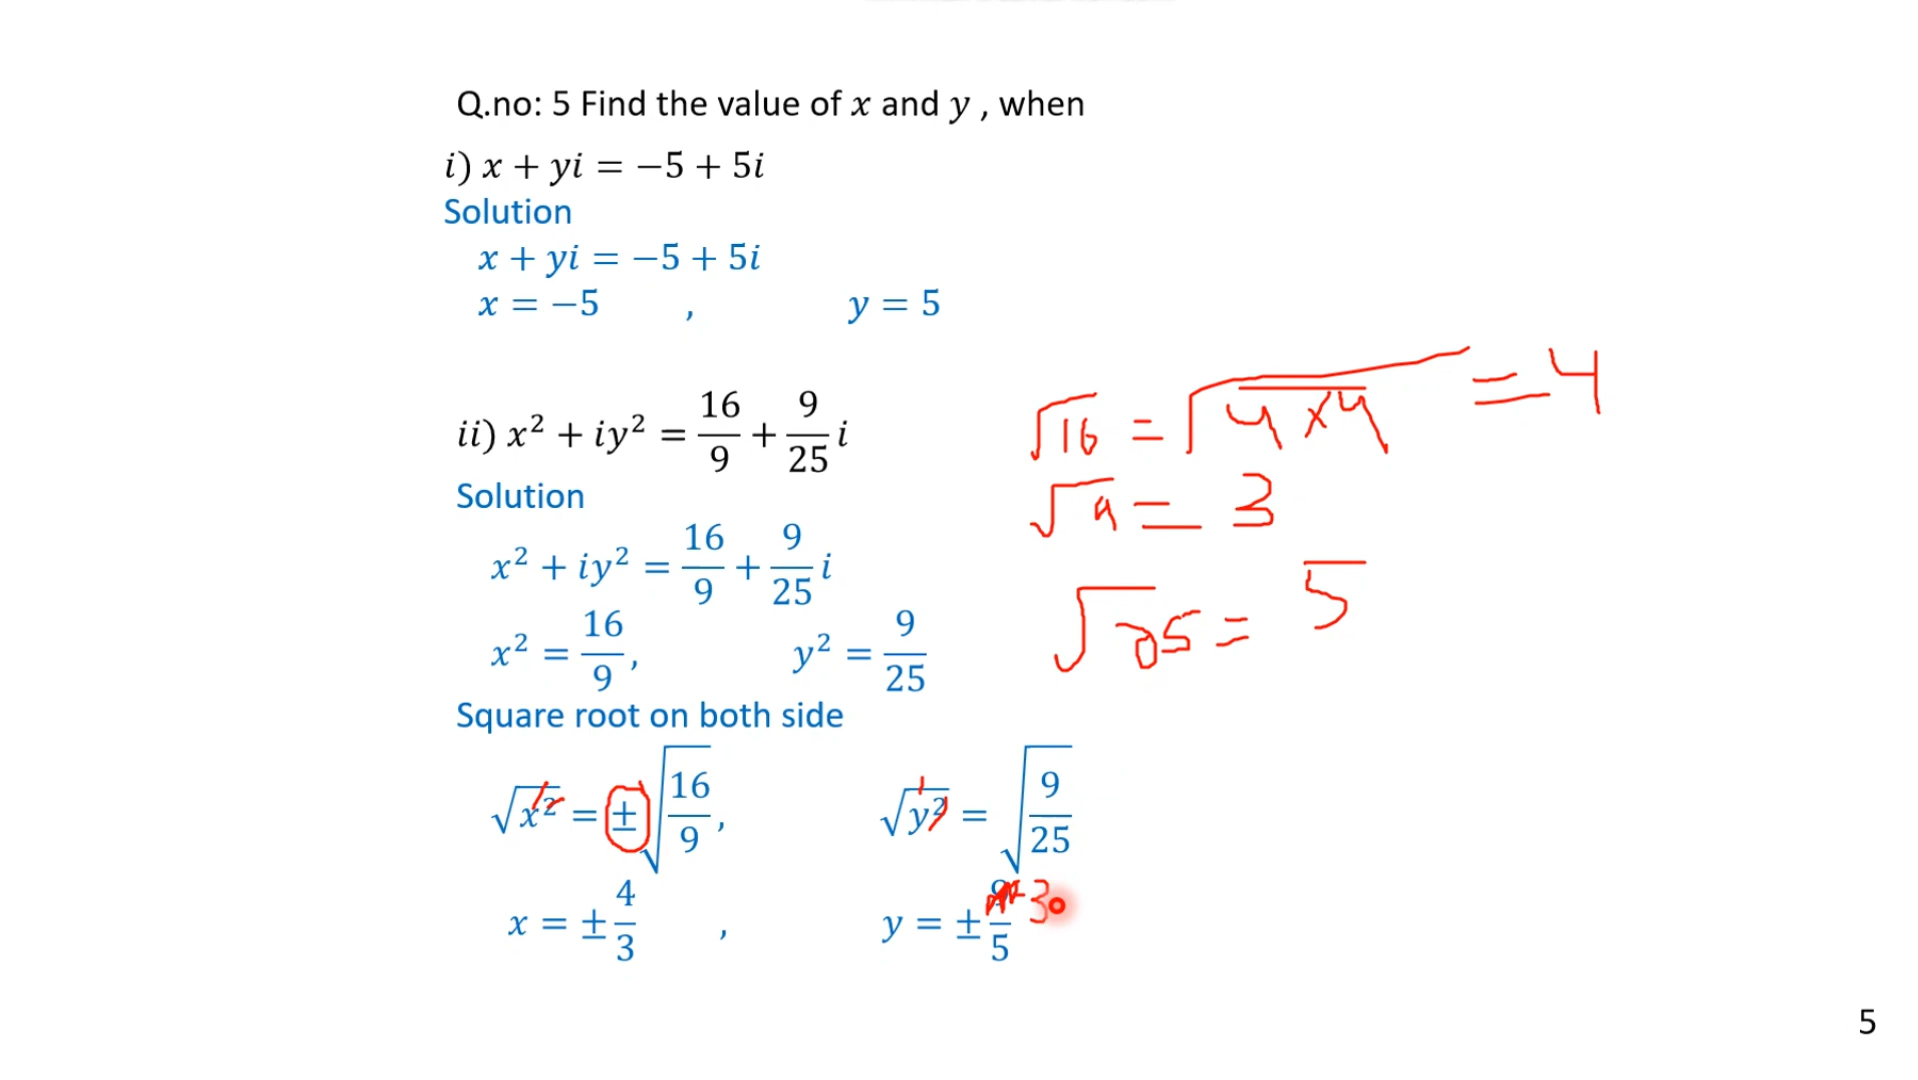 Q.no: 5 Find the value of x and y , when
i) x + yi = −5 + 5i
Solution
x + yi = −5 + 5i
x = −5 , y = 5
ii) x² + iy² = 16/9 + 9/25 i
√16 = √4×4 = 4
Solution
√9 = 3
x² + iy² = 16/9 + 9/25 i
√25 = 5
x² = 16/9, y² = 9/25
Square root on both side
√x² = ±√16/9, √y² = √9/25
x = ±4/3 , y = ±9/5 3
5